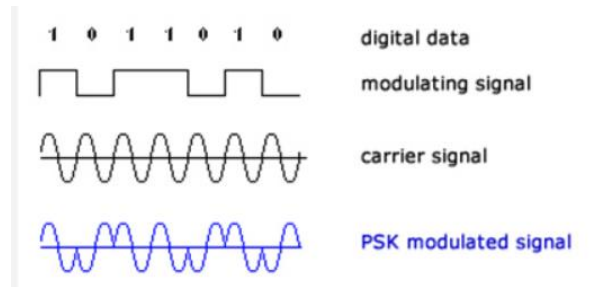 1 0 1 1 0 1 0 digital data
modulating signal
carrier signal
PSK modulated signal